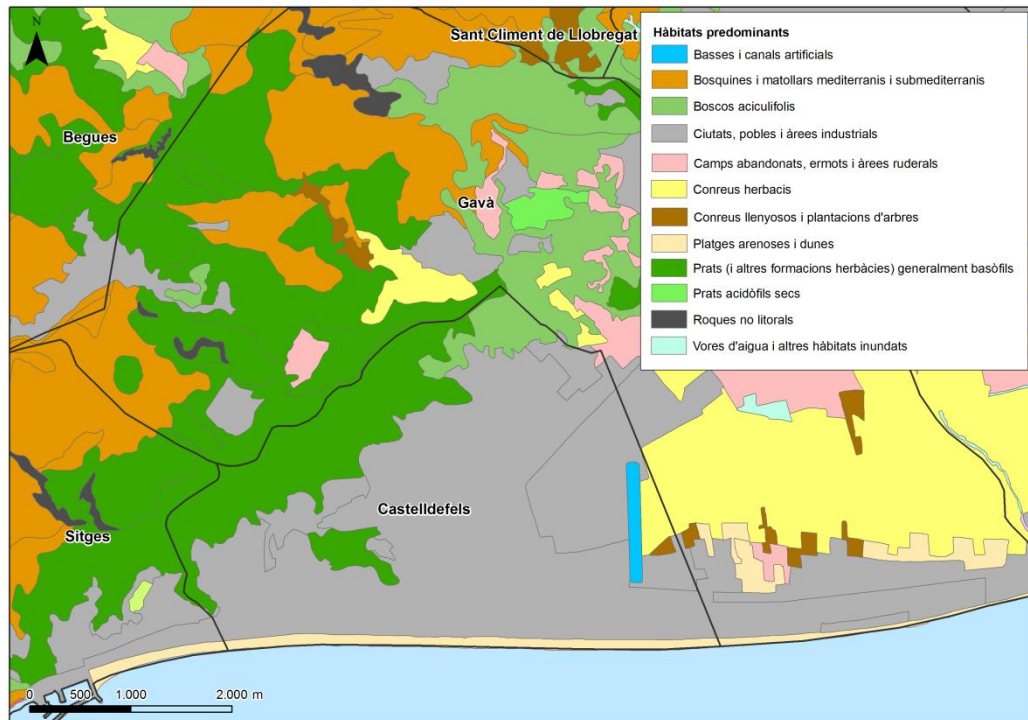 N
Sant Climent de Llobregat
Begues
Gavà
Castelldefels
Sitges
0 500 1.000 2.000 m
Hàbitats predominants
Basses i canals artificials
Bosquines i matollars mediterranis i submediterranis
Boscos aciculifolis
Ciutats, pobles i àrees industrials
Camps abandonats, ermots i àrees ruderals
Conreus herbacis
Conreus llenyosos i plantacions d'arbres
Platges arenoses i dunes
Prats (i altres formacions herbàcies) generalment basòfils
Prats acidòfils secs
Roques no litorals
Vores d'aigua i altres hàbitats inundats